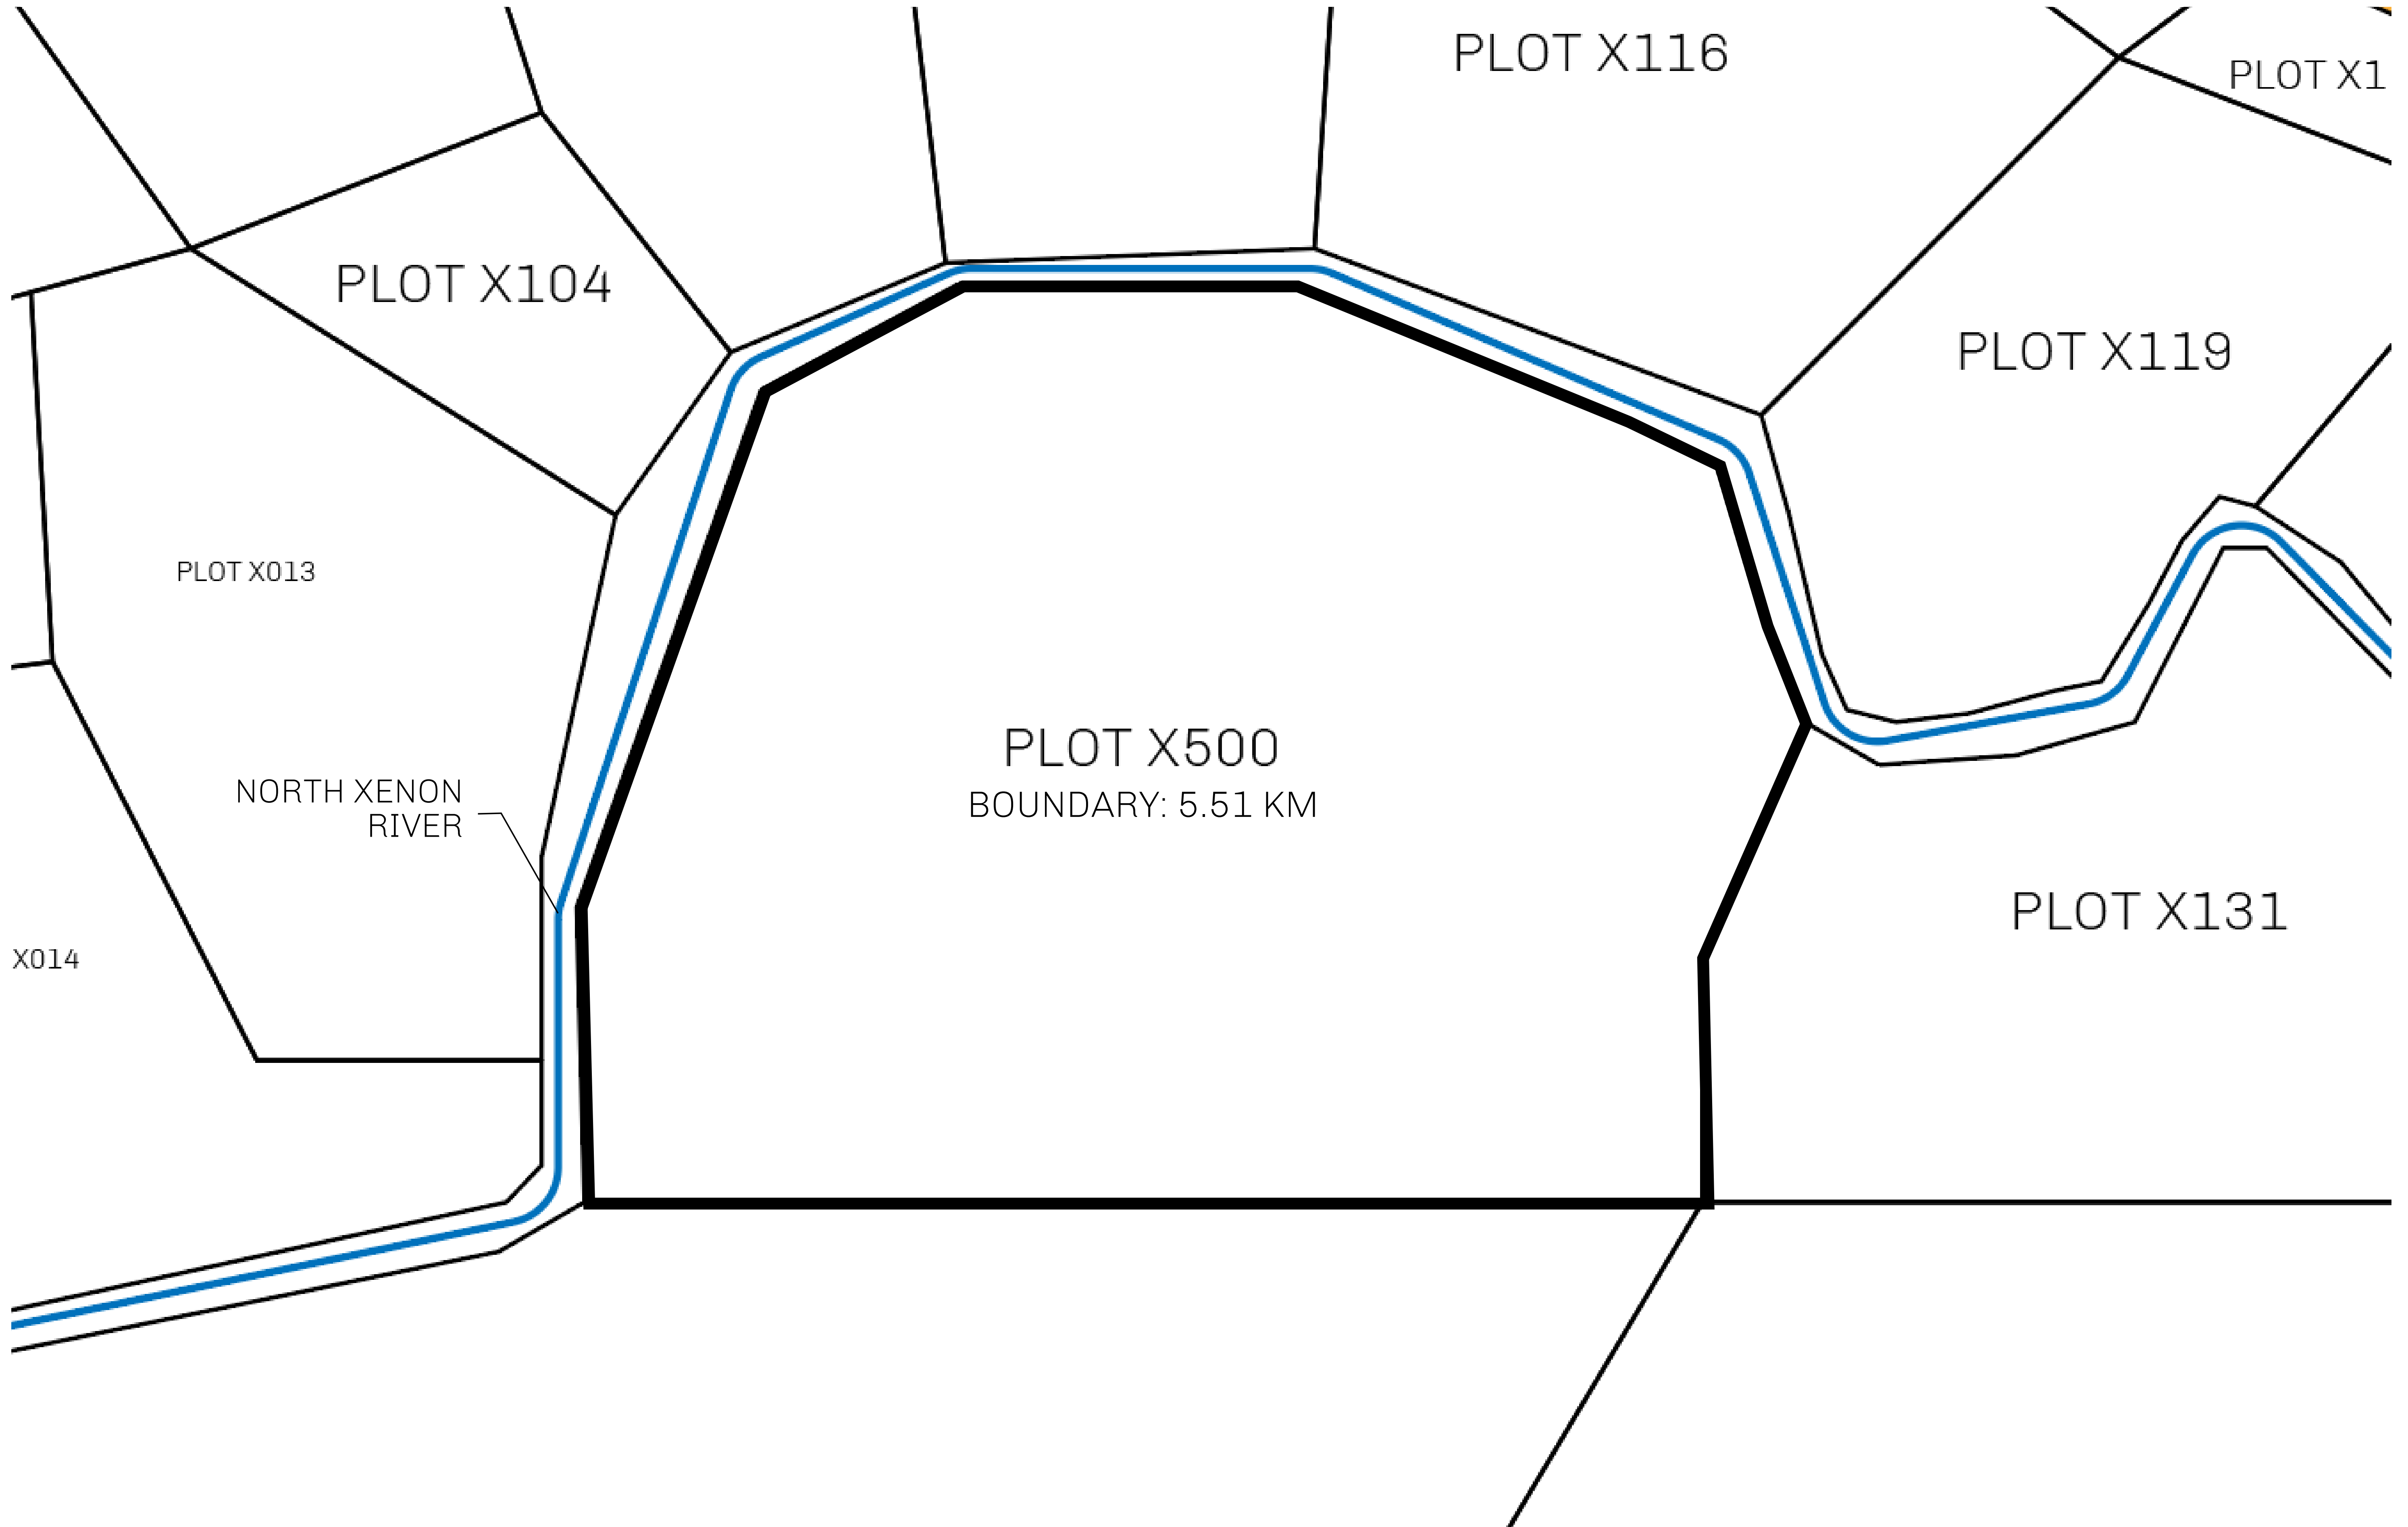 PLOT X116
PLOT X1
PLOT X104
PLOT X119
PLOT X013
PLOT X500
BOUNDARY: 5.51 KM
NORTH XENON
RIVER
PLOT X131
X014